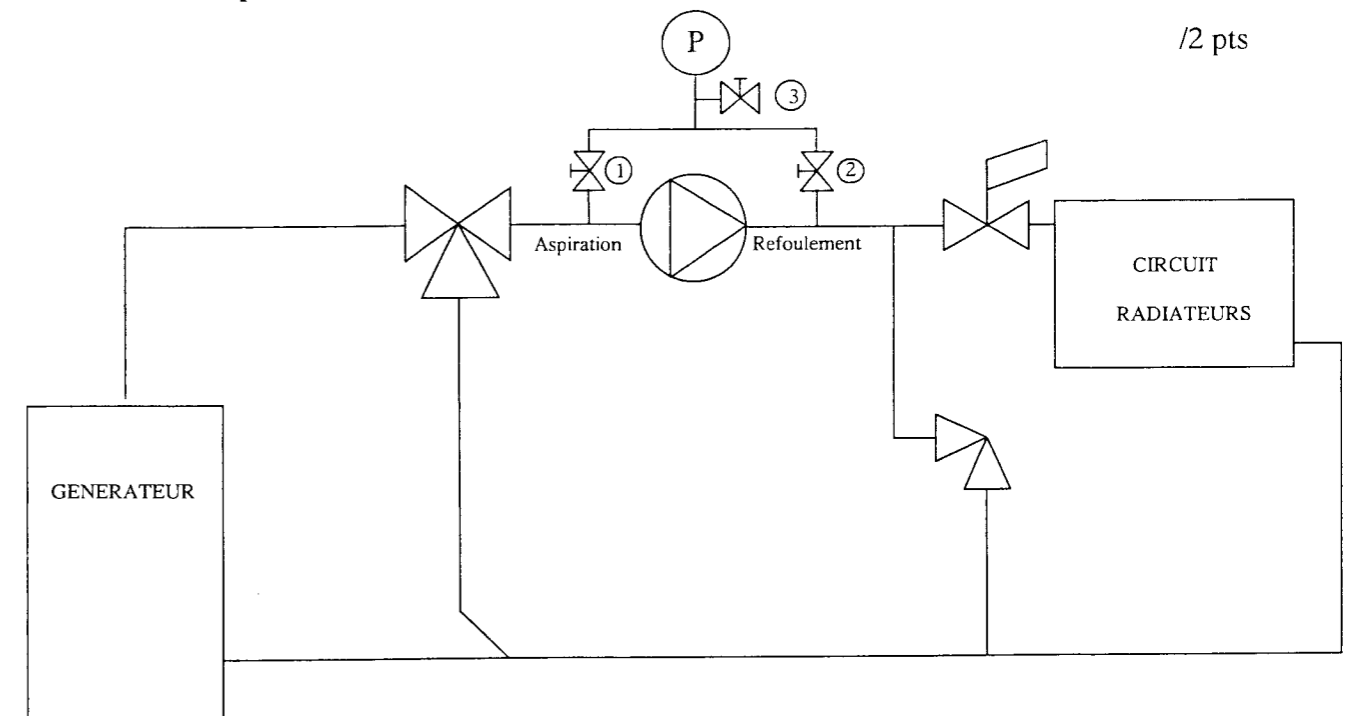 /2 pts
P
3
1
2
Aspiration
Refoulement
CIRCUIT
RADIATEURS
GENERATEUR